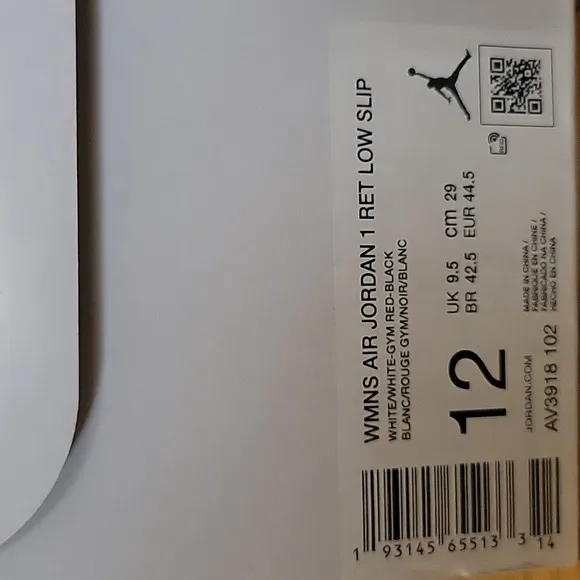 WMNS AIR JORDAN 1 RET LOW SLIP
WHITE/WHITE-GYM RED-BLACK
BLANC/ROUGE GYM/NOIR/BLANC
12
UK 9.5 cm 29
BR 42.5 EUR 44.5
JORDAN.COM
MADE IN CHINA /
FABRIQUÉ EN CHINE /
FABRICADO NA CHINA /
HECHO EN CHINA
AV3918 102
1 93145 65513 3 14